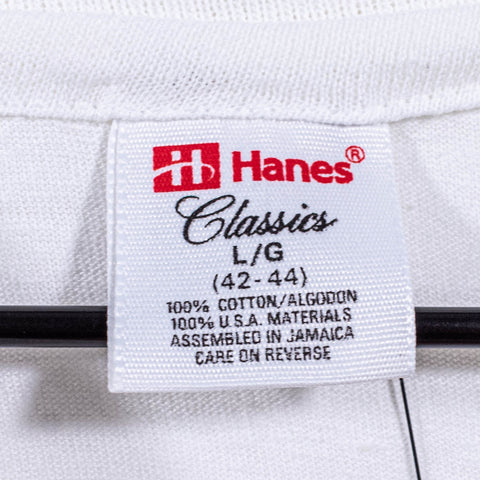 Hanes®
Classics
L/G
(42-44)
100% COTTON/ALGODON
100% U.S.A. MATERIALS
ASSEMBLED IN JAMAICA
CARE ON REVERSE